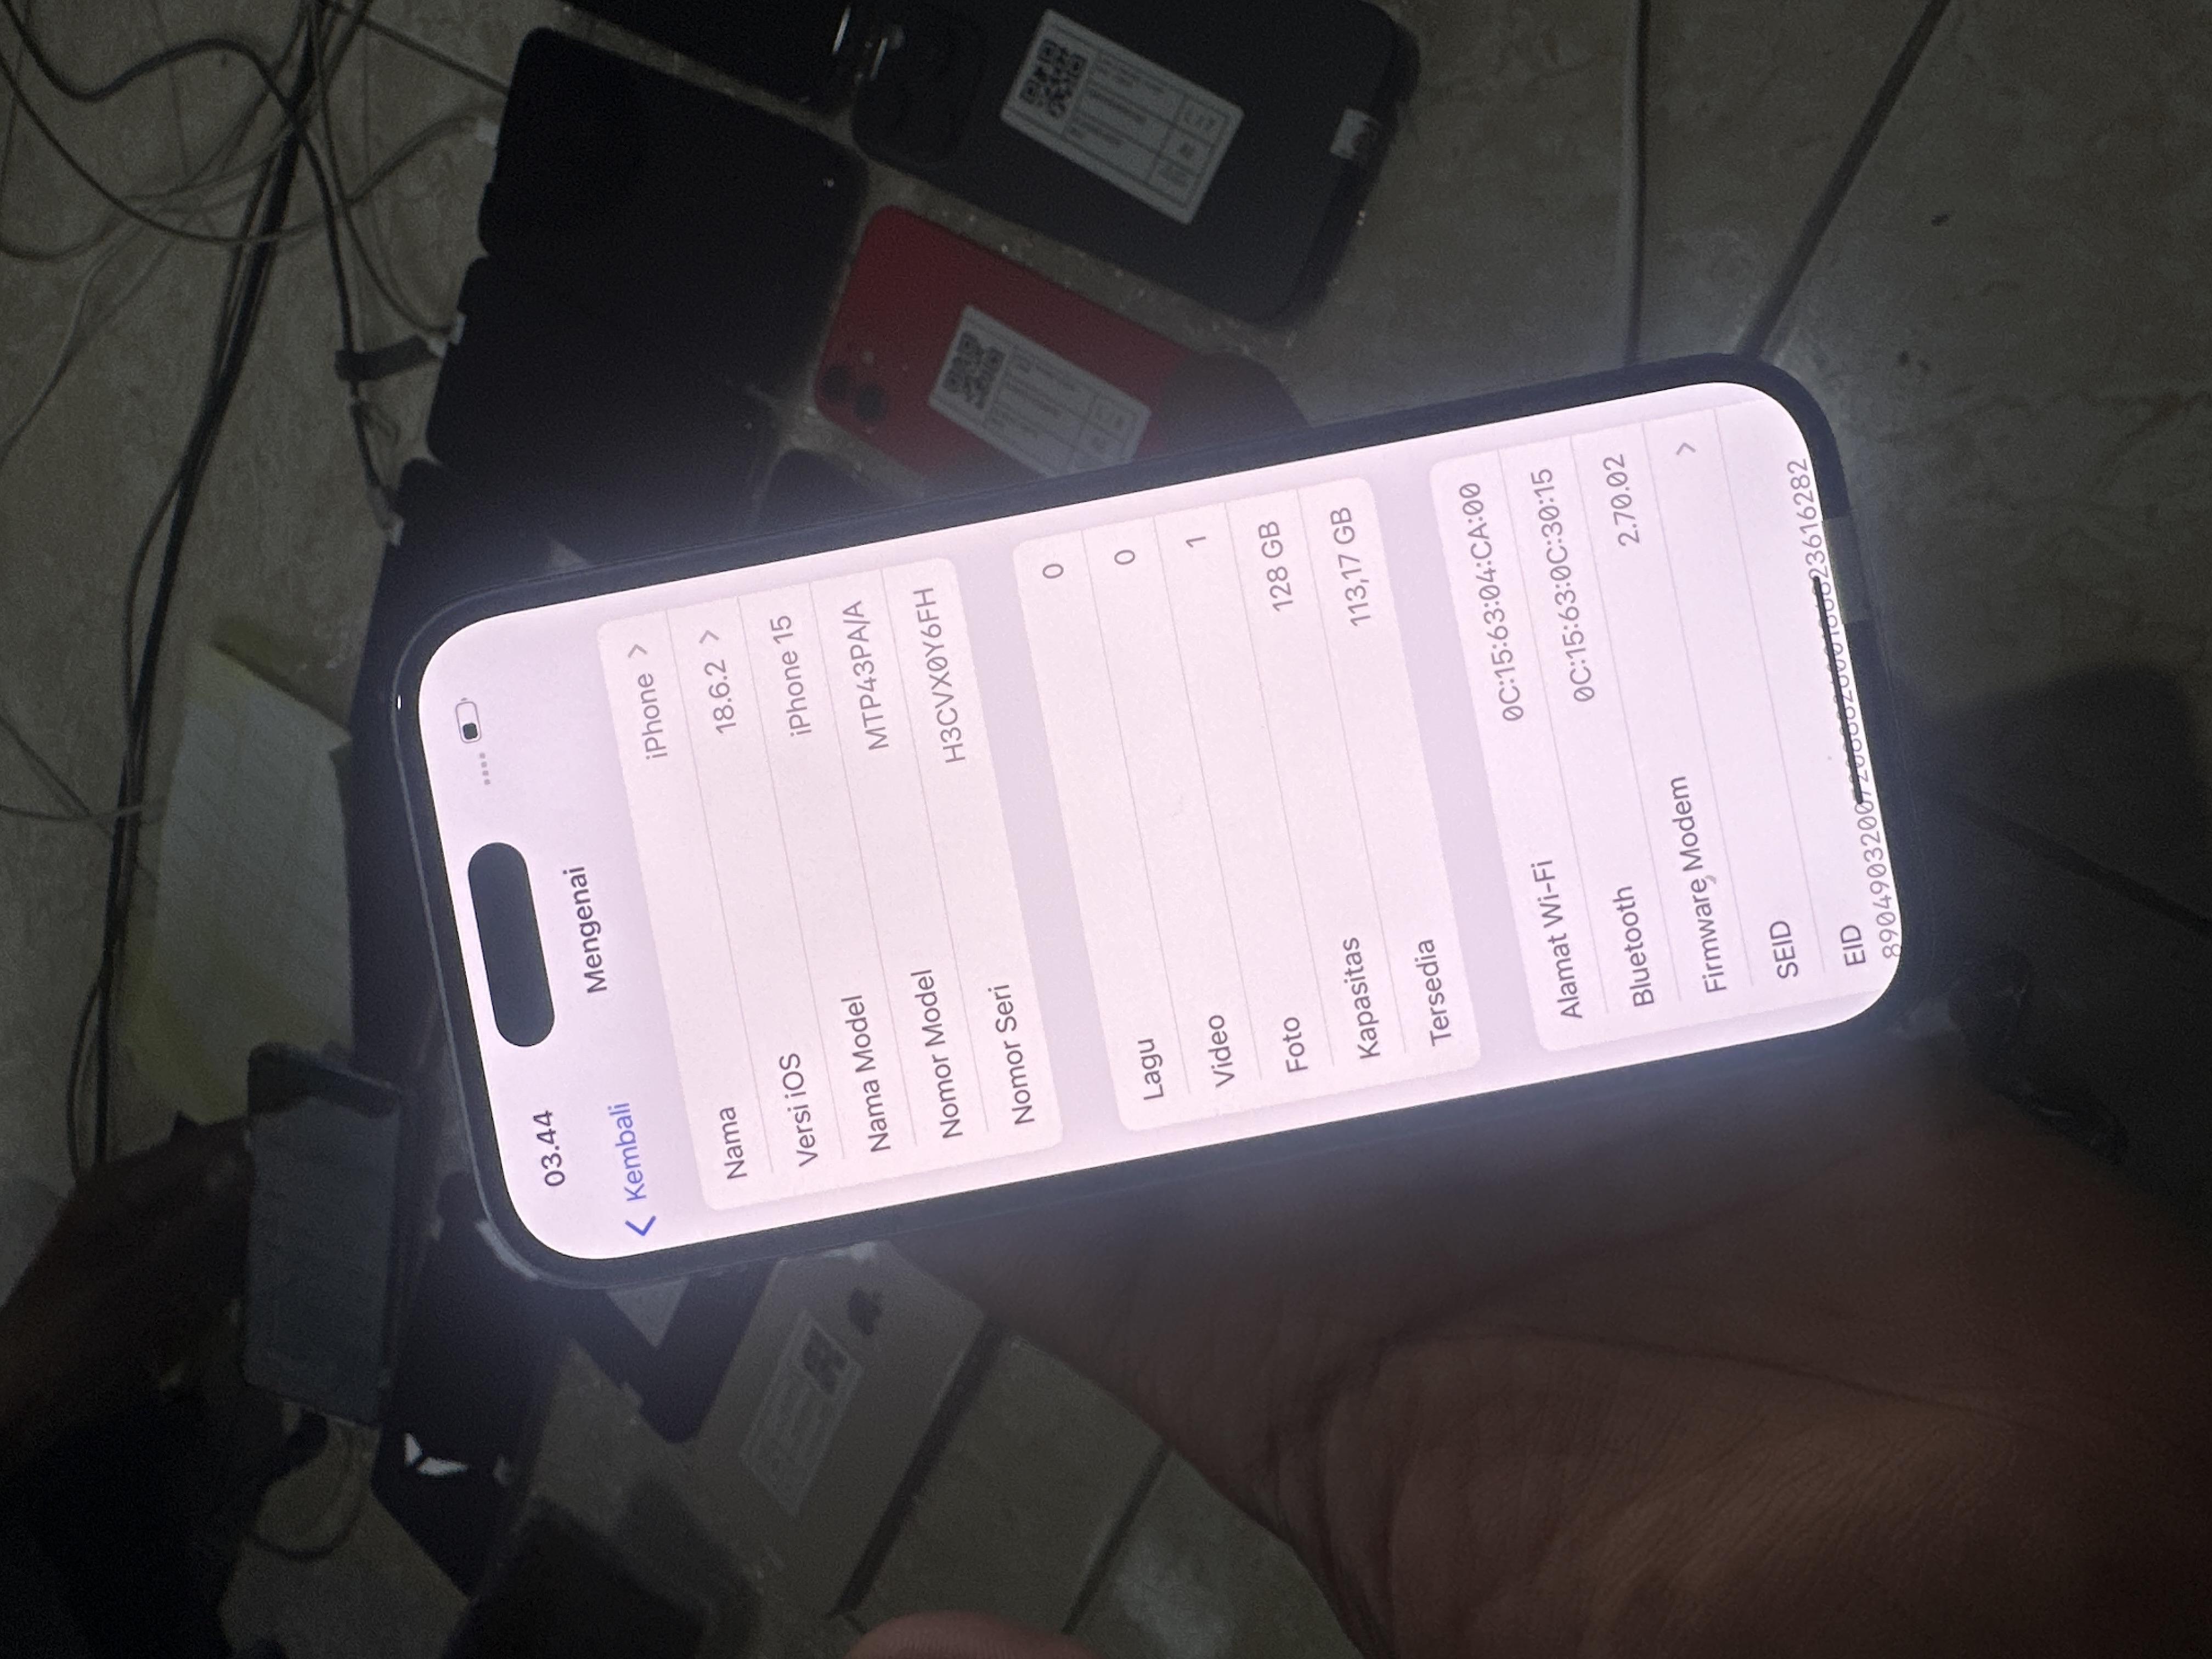 03.44
Kembali
Mengenai
Nama iPhone
Versi iOS 18.6.2
Nama Model iPhone 15
Nomor Model MTP43PA/A
Nomor Seri H3CVX0Y6FH
Lagu 0
Video 0
Foto 1
Kapasitas 128 GB
Tersedia 113,17 GB
Alamat Wi-Fi 0C:15:63:04:CA:00
Bluetooth 0C:15:63:0C:30:15
Firmware Modem 2.70.02
SEID
EID